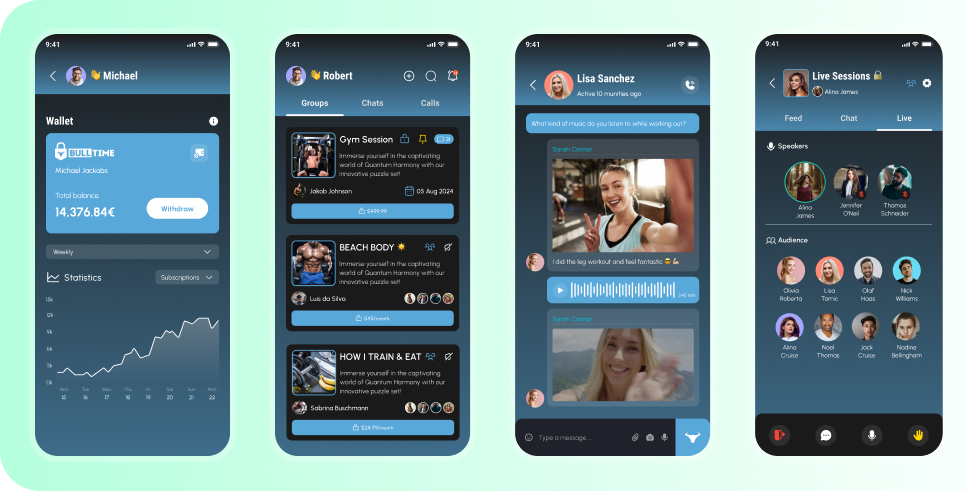 9:41
👋 Michael
Wallet
BULLTIME
Michael Jackobs
Total balance
14,376.84€
Withdraw
Weekly
Statistics
Subscriptions
15k
12k
9k
6k
3k
0k
Mon Tue Wed Thu Fri Sat Sun Mon
15 16 17 18 19 20 21 22
9:41
👋 Robert
Groups Chats Calls
Gym Session
Immerse yourself in the captivating
world of Quantum Harmony with our
innovative puzzle set!
Jakob Johnson 05 Aug 2024
$499,99
BEACH BODY ☀️
Immerse yourself in the captivating
world of Quantum Harmony with our
innovative puzzle set!
Luis da Silva
$45/month
HOW I TRAIN & EAT
Immerse yourself in the captivating
world of Quantum Harmony with our
innovative puzzle set!
Sabrina Buschmann
$24,99/month
9:41
Lisa Sanchez
Active 10 munities ago
What kind of music do you listen to while working out?
Sarah Connor
I did the leg workout and feel fantastic 😎💪🏼
3:45 min
Sarah Connor
Type a message ...
9:41
Live Sessions 🔒
Alina James
Feed Chat Live
Speakers
Alina
James
Jennifer
O'Neil
Thomas
Schneider
Audience
Olivia
Roberta
Lisa
Tomic
Olaf
Haas
Nick
Williams
Alina
Cruise
Noel
Thomas
Jack
Cruise
Nadine
Bellingham